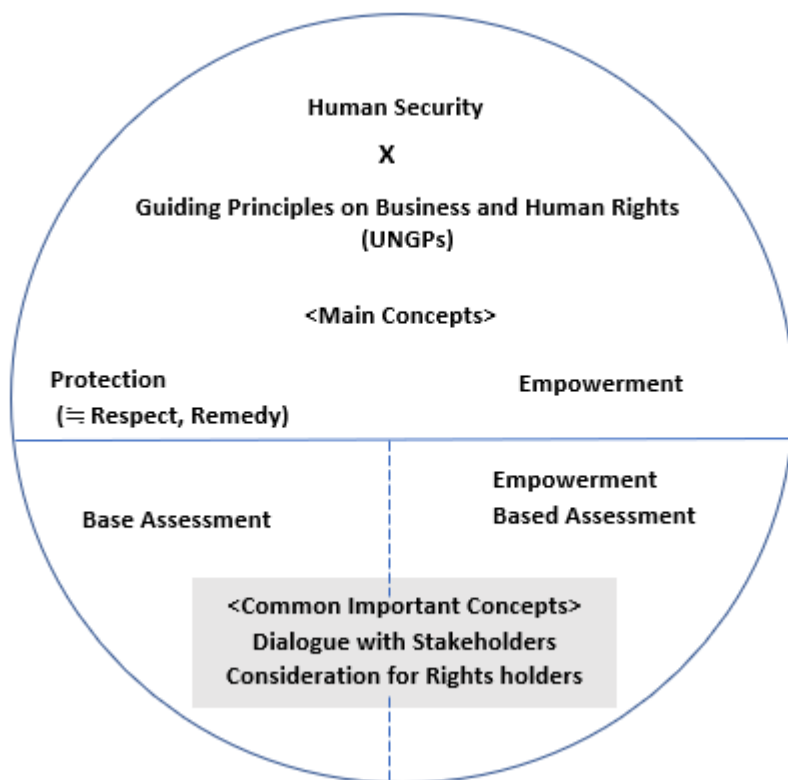 Human Security
X
Guiding Principles on Business and Human Rights
(UNGPs)
<Main Concepts>
Protection
(≒ Respect, Remedy)
Empowerment
Base Assessment
Empowerment
Based Assessment
<Common Important Concepts>
Dialogue with Stakeholders
Consideration for Rights holders